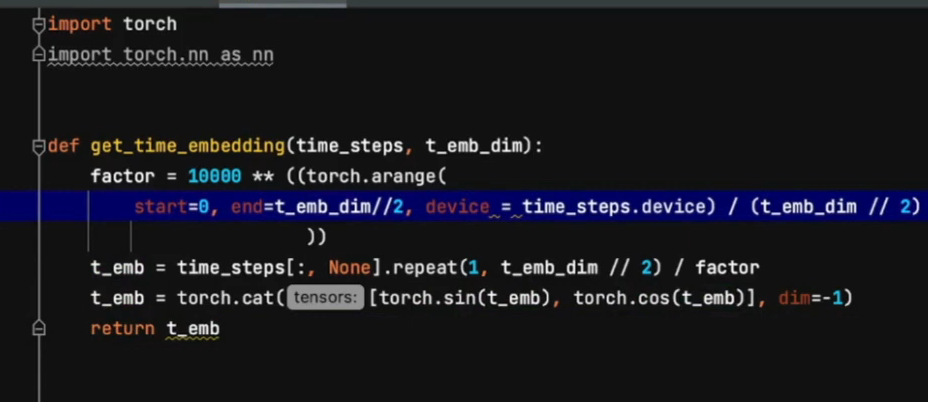 import torch
import torch.nn as nn
def get_time_embedding(time_steps, t_emb_dim):
    factor = 10000 ** ((torch.arange(
        start=0, end=t_emb_dim//2, device = time_steps.device) / (t_emb_dim // 2)
                        ))
    t_emb = time_steps[:, None].repeat(1, t_emb_dim // 2) / factor
    t_emb = torch.cat(tensors: [torch.sin(t_emb), torch.cos(t_emb)], dim=-1)
    return t_emb